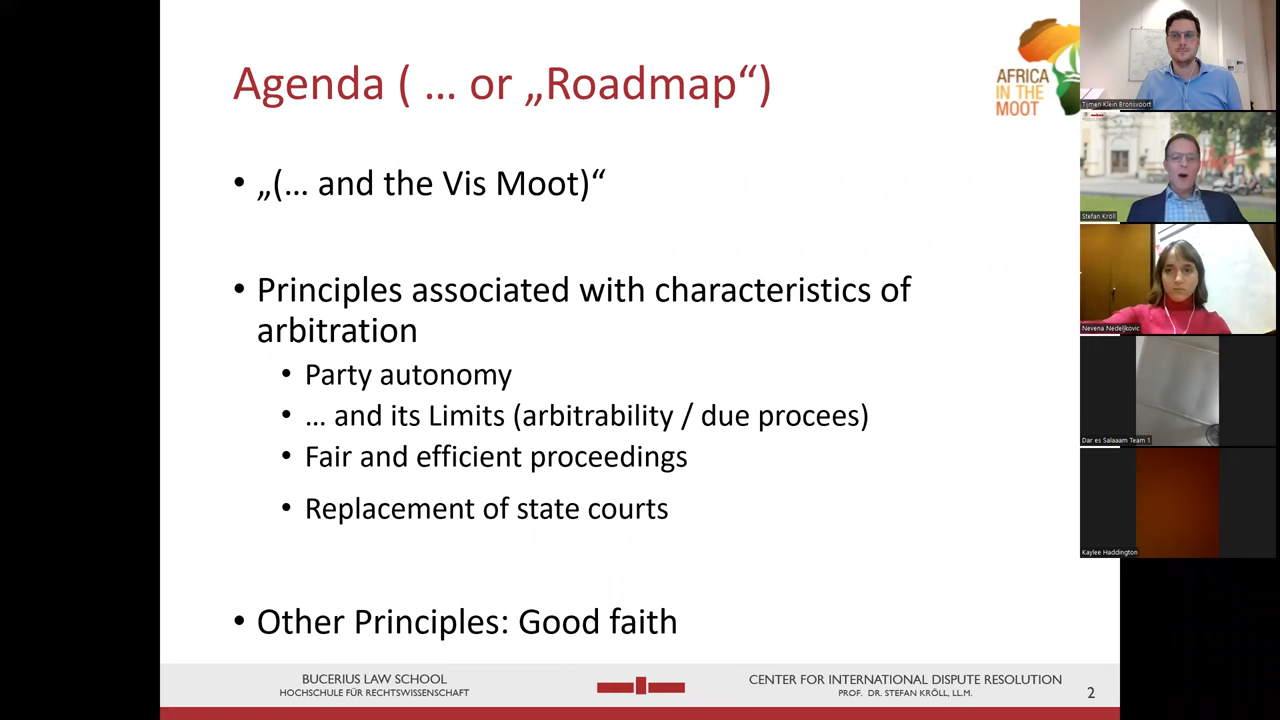 Agenda ( … or „Roadmap“)
AFRICA
IN THE
MOOT
• „(… and the Vis Moot)“
• Principles associated with characteristics of
arbitration
• Party autonomy
• … and its Limits (arbitrability / due procees)
• Fair and efficient proceedings
• Replacement of state courts
• Other Principles: Good faith
BUCERIUS LAW SCHOOL
HOCHSCHULE FÜR RECHTSWISSENSCHAFT
CENTER FOR INTERNATIONAL DISPUTE RESOLUTION
PROF. DR. STEFAN KRÖLL, LL.M.
2
Tijmen Klein Bronsvoort
Stefan Kröll
Nevena Nedeljkovic
Dar es Salaaam Team 1
Kaylee Haddington